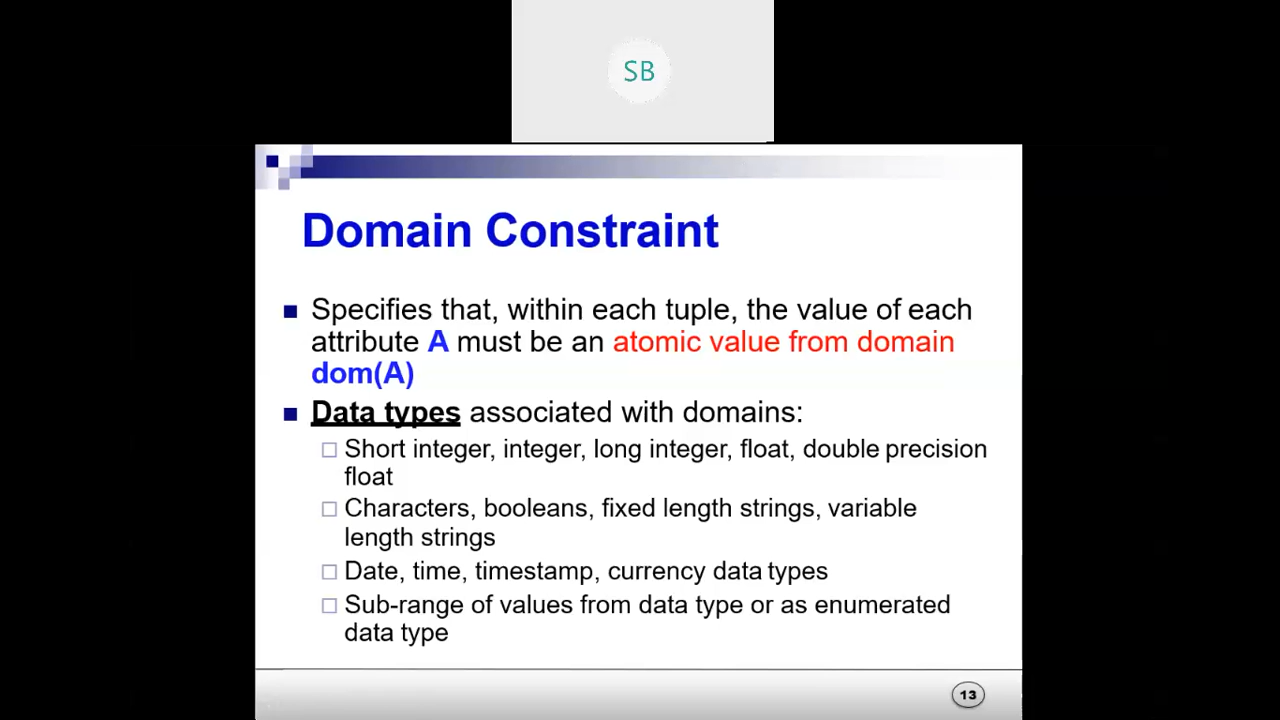 SB
Domain Constraint
Specifies that, within each tuple, the value of each
attribute A must be an atomic value from domain
dom(A)
Data types associated with domains:
Short integer, integer, long integer, float, double precision
float
Characters, booleans, fixed length strings, variable
length strings
Date, time, timestamp, currency data types
Sub-range of values from data type or as enumerated
data type
13